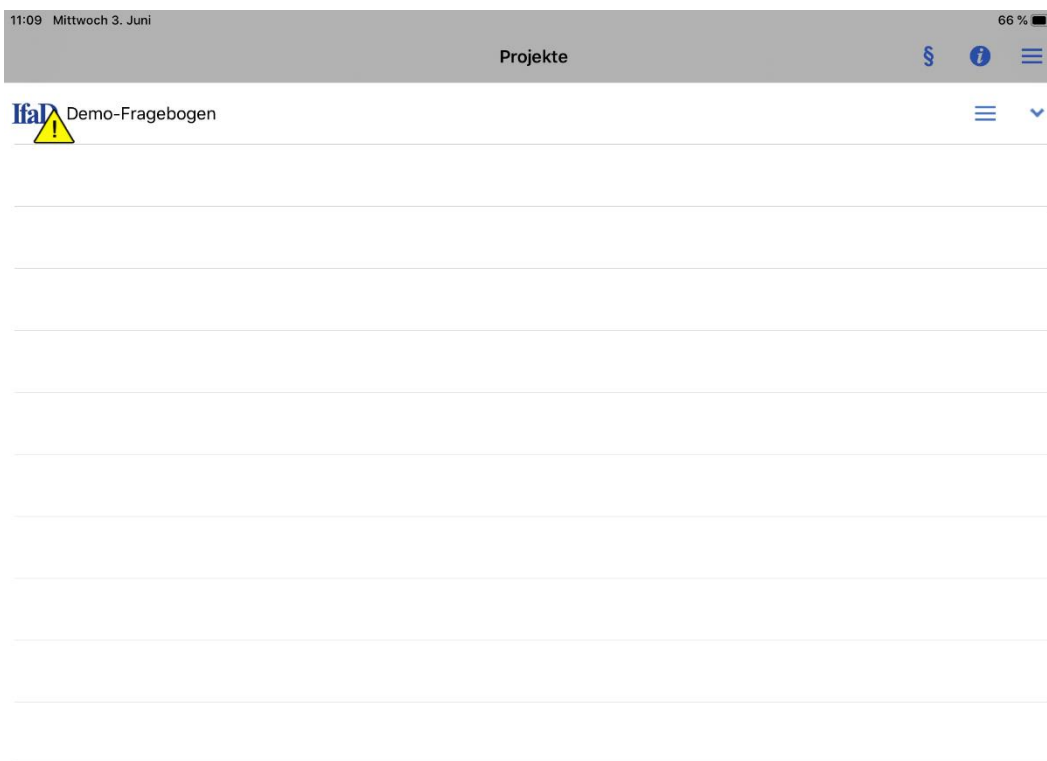 11:09 Mittwoch 3. Juni 66 %
Projekte § i
IfaD ! Demo-Fragebogen